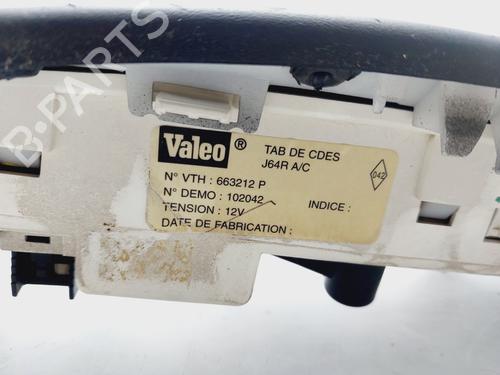 B-PARTS
Valeo ®
TAB DE CDES
J64R A/C
042
N° VTH : 663212 P
N° DEMO : 102042
INDICE :
TENSION : 12V
DATE DE FABRICATION :